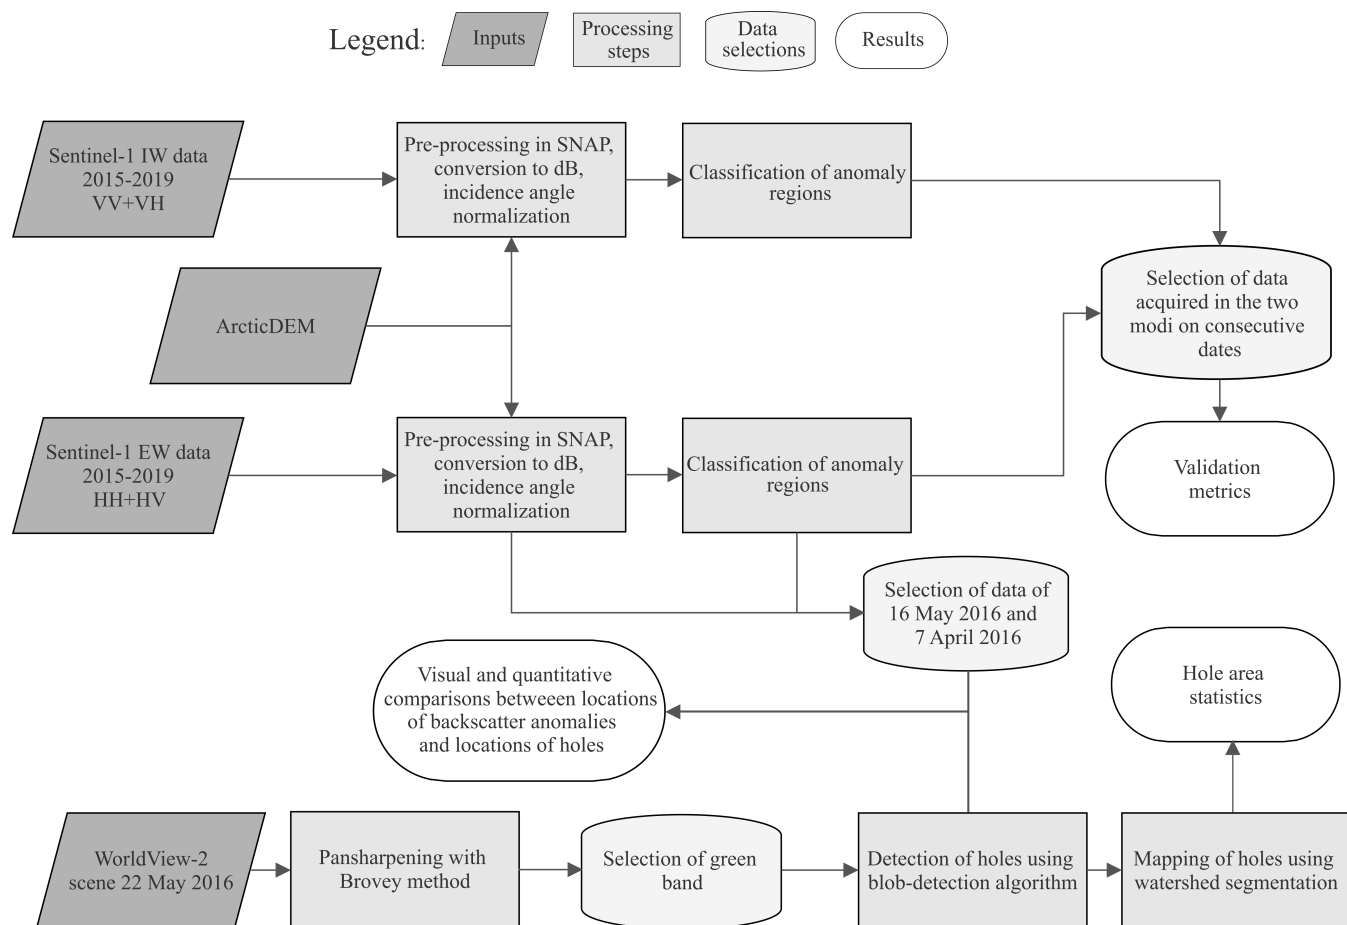 Legend:
Inputs
Processing
steps
Data
selections
Results
Sentinel-1 IW data
2015-2019
VV+VH
Pre-processing in SNAP,
conversion to dB,
incidence angle
normalization
Classification of anomaly
regions
ArcticDEM
Selection of data
acquired in the two
modi on consecutive
dates
Sentinel-1 EW data
2015-2019
HH+HV
Pre-processing in SNAP,
conversion to dB,
incidence angle
normalization
Classification of anomaly
regions
Validation
metrics
Selection of data of
16 May 2016 and
7 April 2016
Visual and quantitative
comparisons betweeen locations
of backscatter anomalies
and locations of holes
Hole area
statistics
WorldView-2
scene 22 May 2016
Pansharpening with
Brovey method
Selection of green
band
Detection of holes using
blob-detection algorithm
Mapping of holes using
watershed segmentation